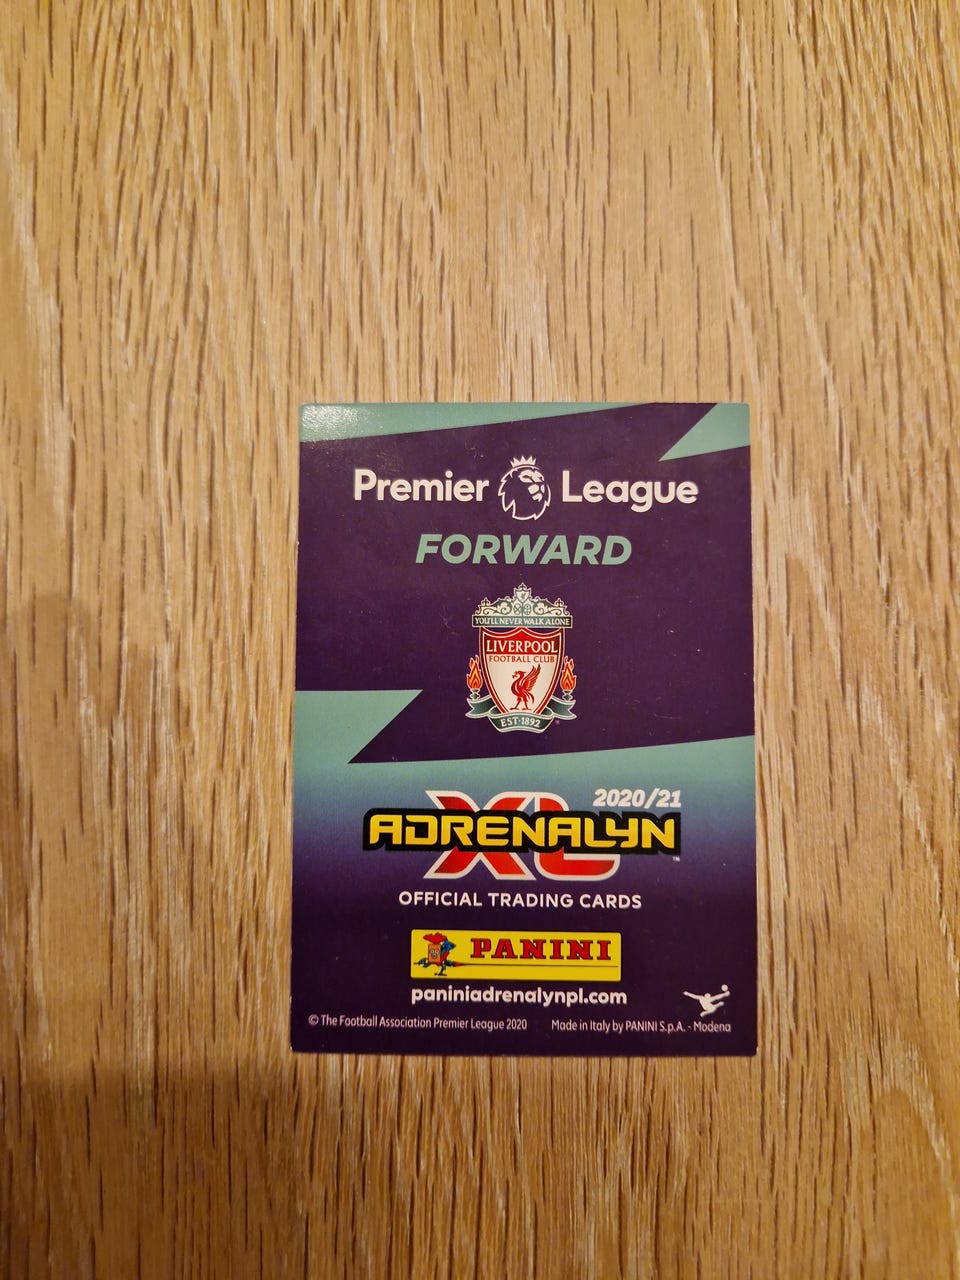 Premier League
FORWARD
YOU'LL NEVER WALK ALONE
LIVERPOOL
FOOTBALL CLUB
EST·1892
®
2020/21
ADRENALYN
XL
™
OFFICIAL TRADING CARDS
PANINI
paniniadrenalynpl.com
© The Football Association Premier League 2020 Made in Italy by PANINI S.p.A. - Modena